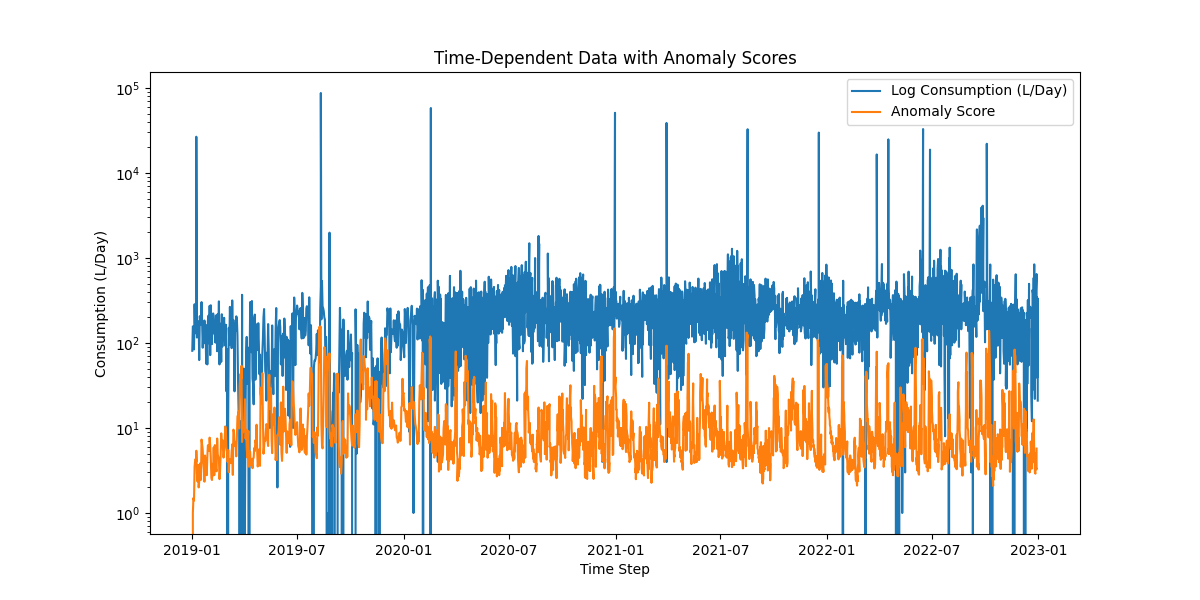 Time-Dependent Data with Anomaly Scores
Log Consumption (L/Day)
Anomaly Score
Consumption (L/Day)
10^5
10^4
10^3
10^2
10^1
10^0
2019-01 2019-07 2020-01 2020-07 2021-01 2021-07 2022-01 2022-07 2023-01
Time Step